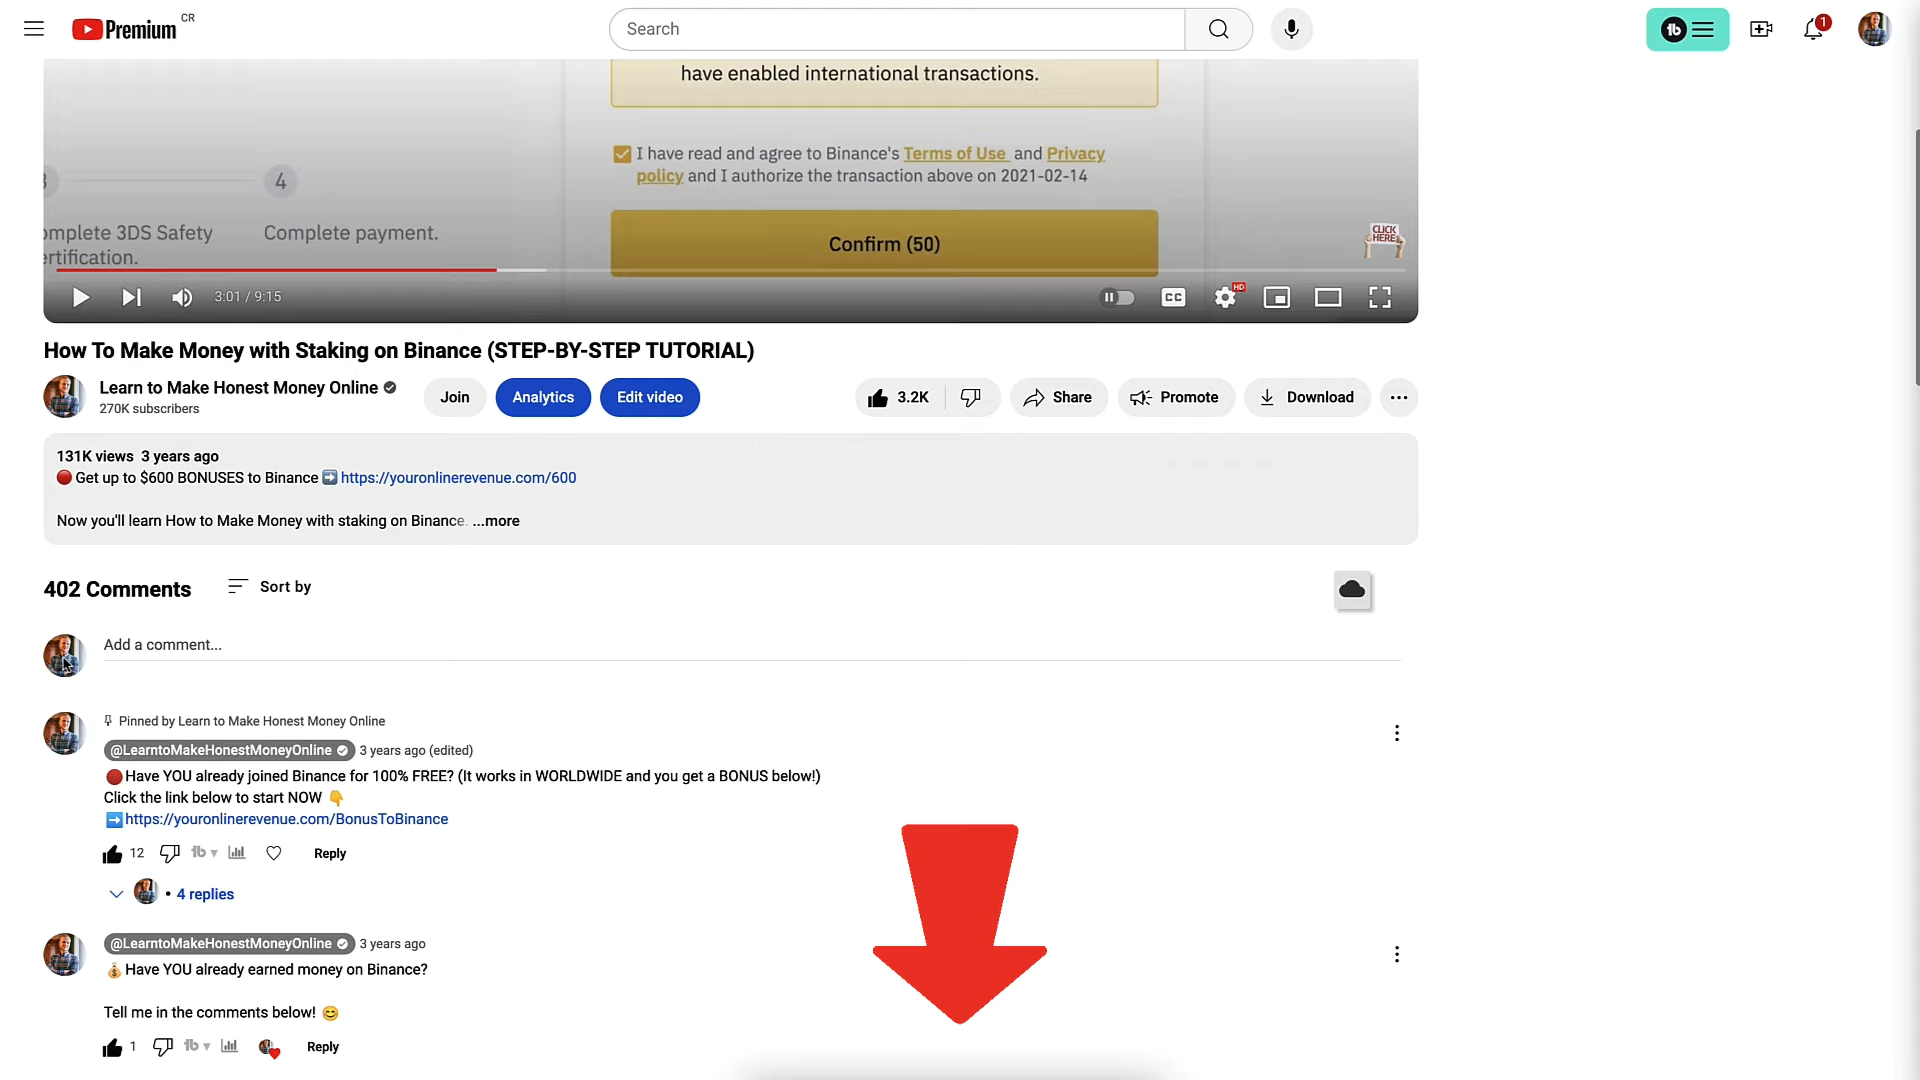 Premium CR
Search
1
have enabled international transactions.
I have read and agree to Binance's Terms of Use and Privacy
policy and I authorize the transaction above on 2021-02-14
3
4
omplete 3DS Safety
ertification.
Complete payment.
Confirm (50)
CLICK
HERE
3:01 / 9:15
CC
HD
How To Make Money with Staking on Binance (STEP-BY-STEP TUTORIAL)
Learn to Make Honest Money Online
270K subscribers
Join
Analytics
Edit video
3.2K
Share
Promote
Download
131K views 3 years ago
Get up to $600 BONUSES to Binance https://youronlinerevenue.com/600
Now you'll learn How to Make Money with staking on Binance. ...more
402 Comments
Sort by
Add a comment...
Pinned by Learn to Make Honest Money Online
@LearntoMakeHonestMoneyOnline 3 years ago (edited)
Have YOU already joined Binance for 100% FREE? (It works in WORLDWIDE and you get a BONUS below!)
Click the link below to start NOW 👇
➡️https://youronlinerevenue.com/BonusToBinance
12
Reply
• 4 replies
@LearntoMakeHonestMoneyOnline 3 years ago
💰Have YOU already earned money on Binance?
Tell me in the comments below! 😊
1
Reply